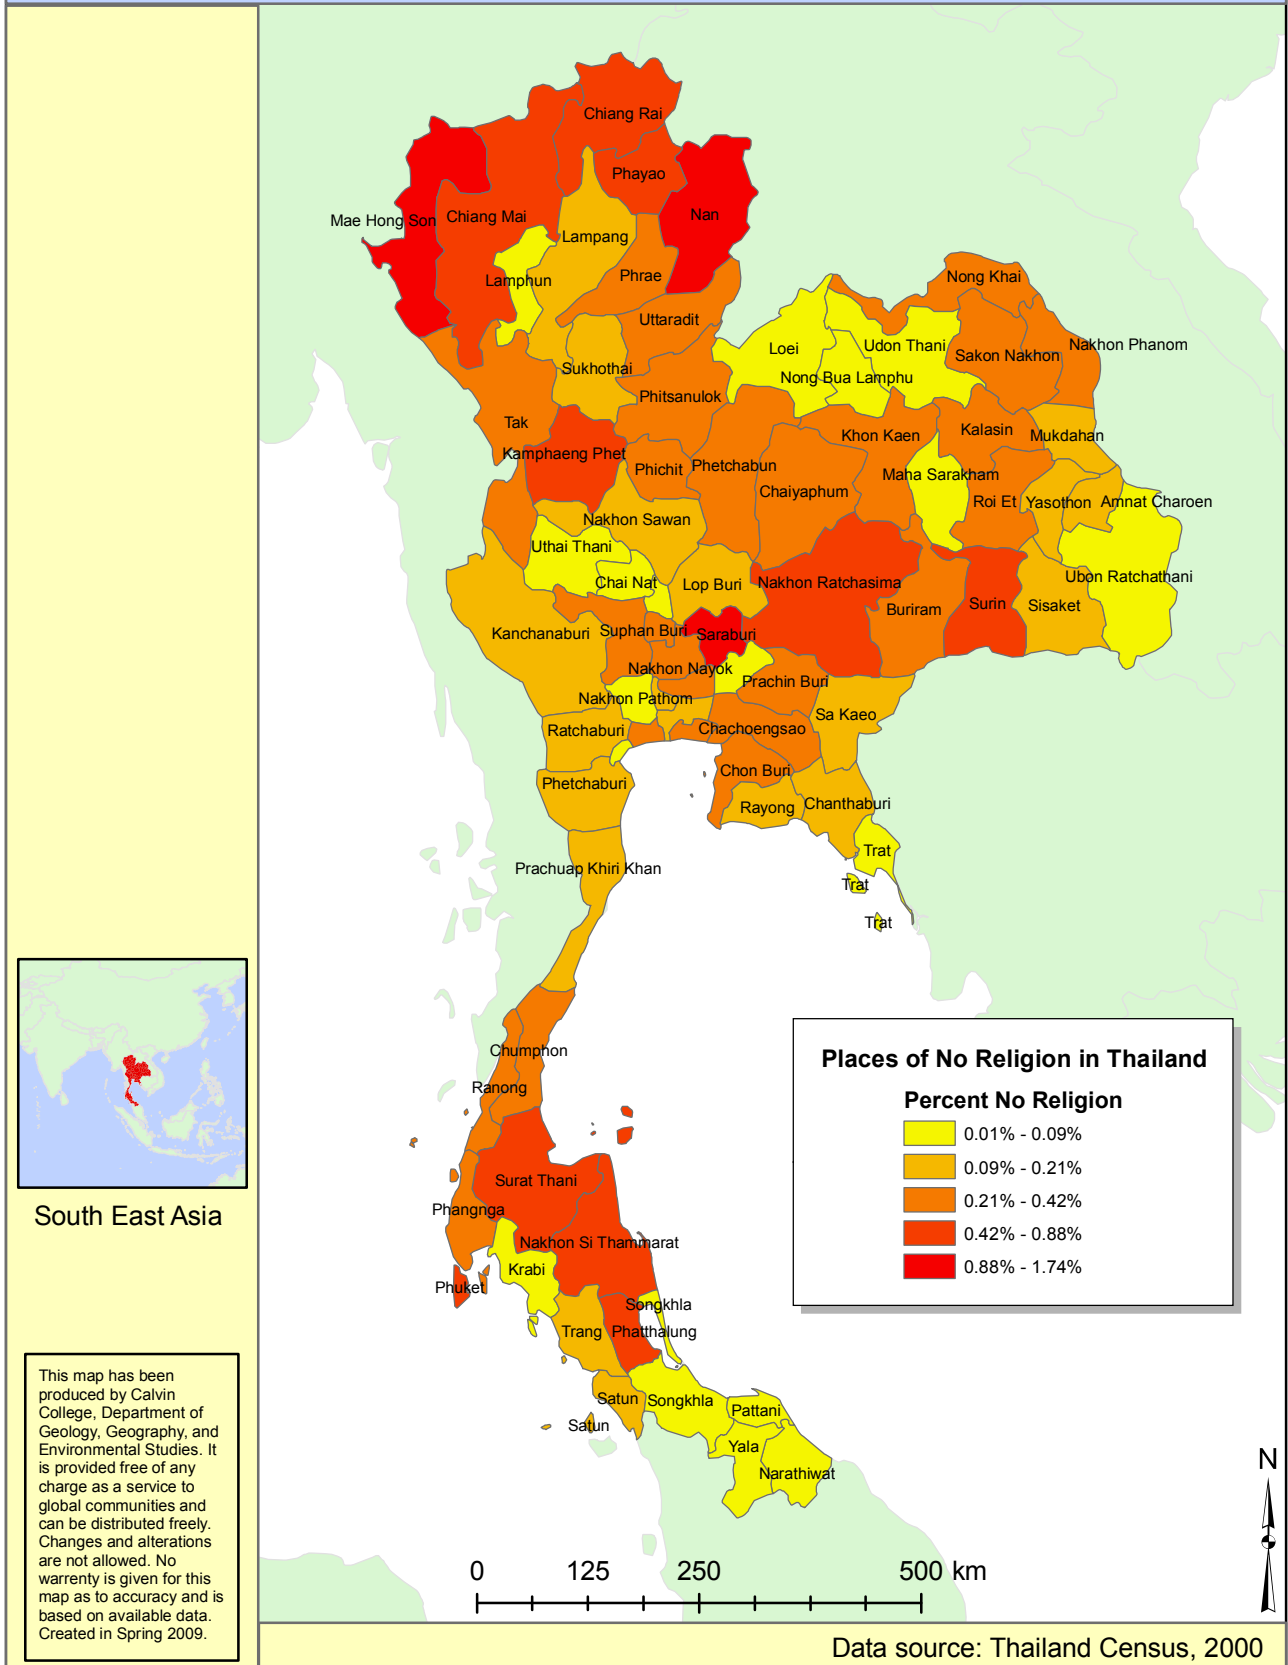 Chiang Rai
Phayao
Nan
Mae Hong Son
Chiang Mai
Lampang
Lamphun
Phrae
Nong Khai
Uttaradit
Loei
Udon Thani
Nakhon Phanom
Sakon Nakhon
Sukhothai
Nong Bua Lamphu
Phitsanulok
Tak
Khon Kaen
Kalasin
Mukdahan
Kamphaeng Phet
Phichit
Phetchabun
Maha Sarakham
Chaiyaphum
Roi Et
Yasothon
Amnat Charoen
Nakhon Sawan
Uthai Thani
Chai Nat
Lop Buri
Nakhon Ratchasima
Ubon Ratchathani
Buriram
Surin
Sisaket
Kanchanaburi
Suphan Buri
Saraburi
Nakhon Nayok
Prachin Buri
Nakhon Pathom
Sa Kaeo
Ratchaburi
Chachoengsao
Chon Buri
Phetchaburi
Rayong
Chanthaburi
Trat
Prachuap Khiri Khan
Trat
Trat
Chumphon
Ranong
Surat Thani
Phangnga
Nakhon Si Thammarat
Krabi
Phuket
Songkhla
Trang
Phatthalung
Satun
Songkhla
Pattani
Satun
Yala
Narathiwat
Places of No Religion in Thailand
Percent No Religion
0.01% - 0.09%
0.09% - 0.21%
0.21% - 0.42%
0.42% - 0.88%
0.88% - 1.74%
South East Asia
This map has been
produced by Calvin
College, Department of
Geology, Geography, and
Environmental Studies. It
is provided free of any
charge as a service to
global communities and
can be distributed freely.
Changes and alterations
are not allowed. No
warrenty is given for this
map as to accuracy and is
based on available data.
Created in Spring 2009.
N
0 125 250 500 km
Data source: Thailand Census, 2000